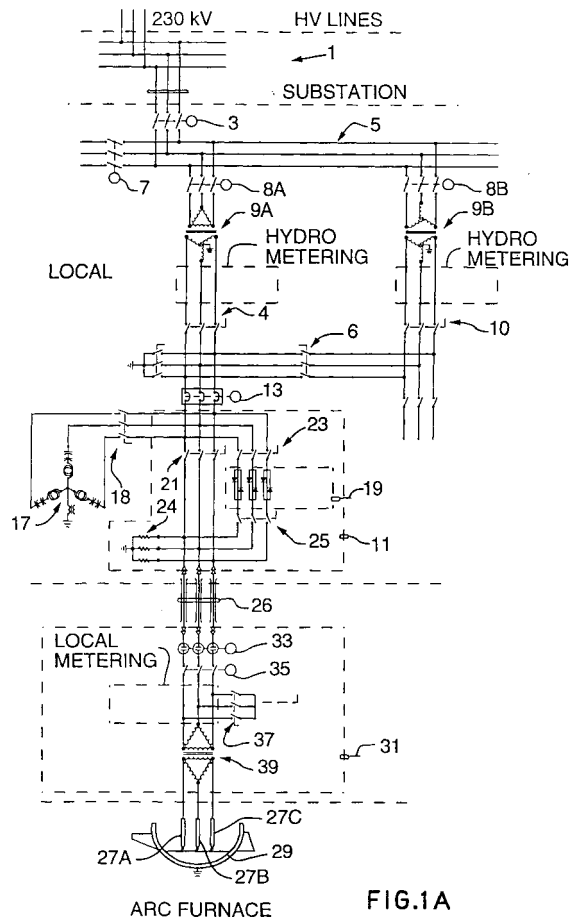 230 kV HV LINES
1
SUBSTATION
3
5
7
8A
8B
9A
9B
HYDRO
METERING
HYDRO
METERING
LOCAL
4
6
10
13
23
21
18
17
19
24
25
11
26
LOCAL
METERING
33
35
37
31
39
27C
27A
29
27B
ARC FURNACE
FIG.1A